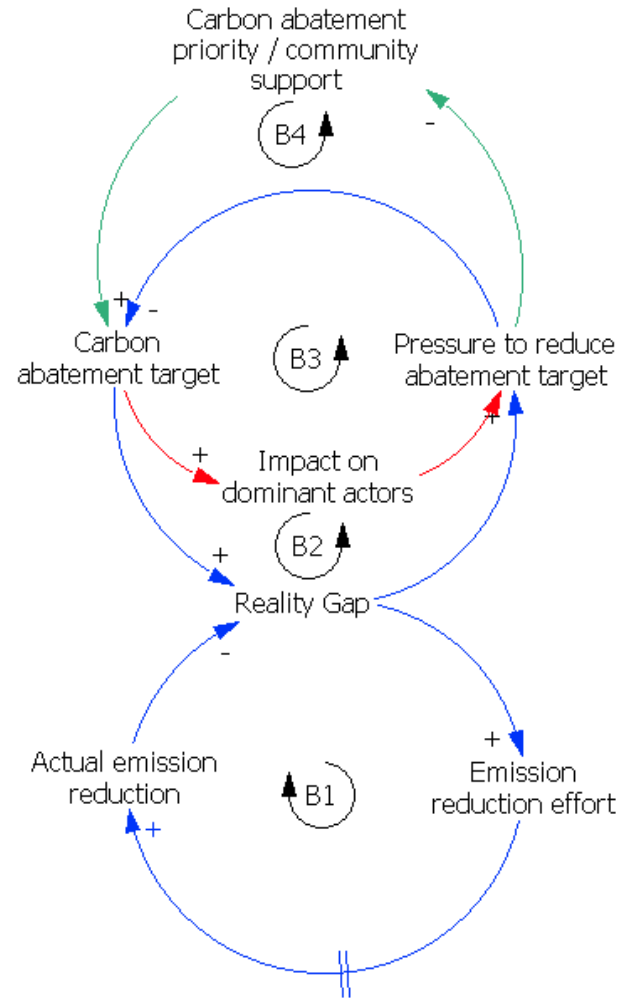 Carbon abatement
priority / community
support
B4
-
+
-
Carbon
abatement target
B3
Pressure to reduce
abatement target
+
+
Impact on
dominant actors
B2
+
Reality Gap
-
+
Actual emission
reduction
B1
Emission
reduction effort
+